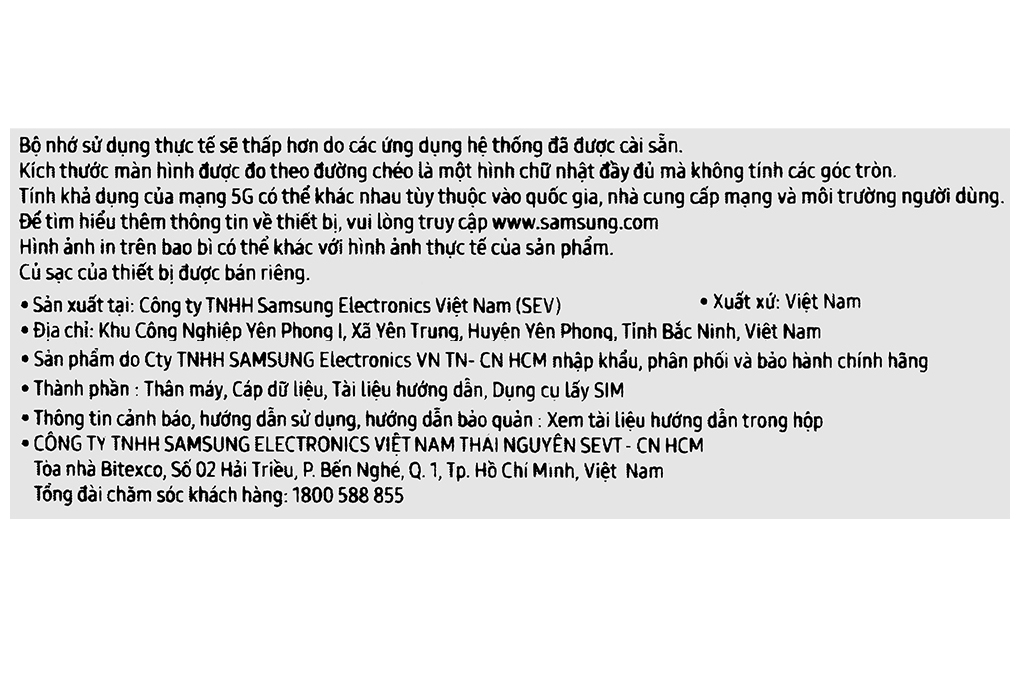 Bộ nhớ sử dụng thực tế sẽ thấp hơn do các ứng dụng hệ thống đã được cài sẵn.
Kích thước màn hình được đo theo đường chéo là một hình chữ nhật đầy đủ mà không tính các góc tròn.
Tính khả dụng của mạng 5G có thể khác nhau tùy thuộc vào quốc gia, nhà cung cấp mạng và môi trường người dùng.
Để tìm hiểu thêm thông tin về thiết bị, vui lòng truy cập www.samsung.com
Hình ảnh in trên bao bì có thể khác với hình ảnh thực tế của sản phẩm.
Củ sạc của thiết bị được bán riêng.
• Sản xuất tại: Công ty TNHH Samsung Electronics Việt Nam (SEV) • Xuất xứ: Việt Nam
• Địa chỉ: Khu Công Nghiệp Yên Phong I, Xã Yên Trung, Huyện Yên Phong, Tỉnh Bắc Ninh, Việt Nam
• Sản phẩm do Cty TNHH SAMSUNG Electronics VN TN- CN HCM nhập khẩu, phân phối và bảo hành chính hãng
• Thành phần : Thân máy, Cáp dữ liệu, Tài liệu hướng dẫn, Dụng cụ lấy SIM
• Thông tin cảnh báo, hướng dẫn sử dụng, hướng dẫn bảo quản : Xem tài liệu hướng dẫn trong hộp
• CÔNG TY TNHH SAMSUNG ELECTRONICS VIỆT NAM THÁI NGUYÊN SEVT - CN HCM
Tòa nhà Bitexco, Số 02 Hải Triều, P. Bến Nghé, Q. 1, Tp. Hồ Chí Minh, Việt Nam
Tổng đài chăm sóc khách hàng: 1800 588 855